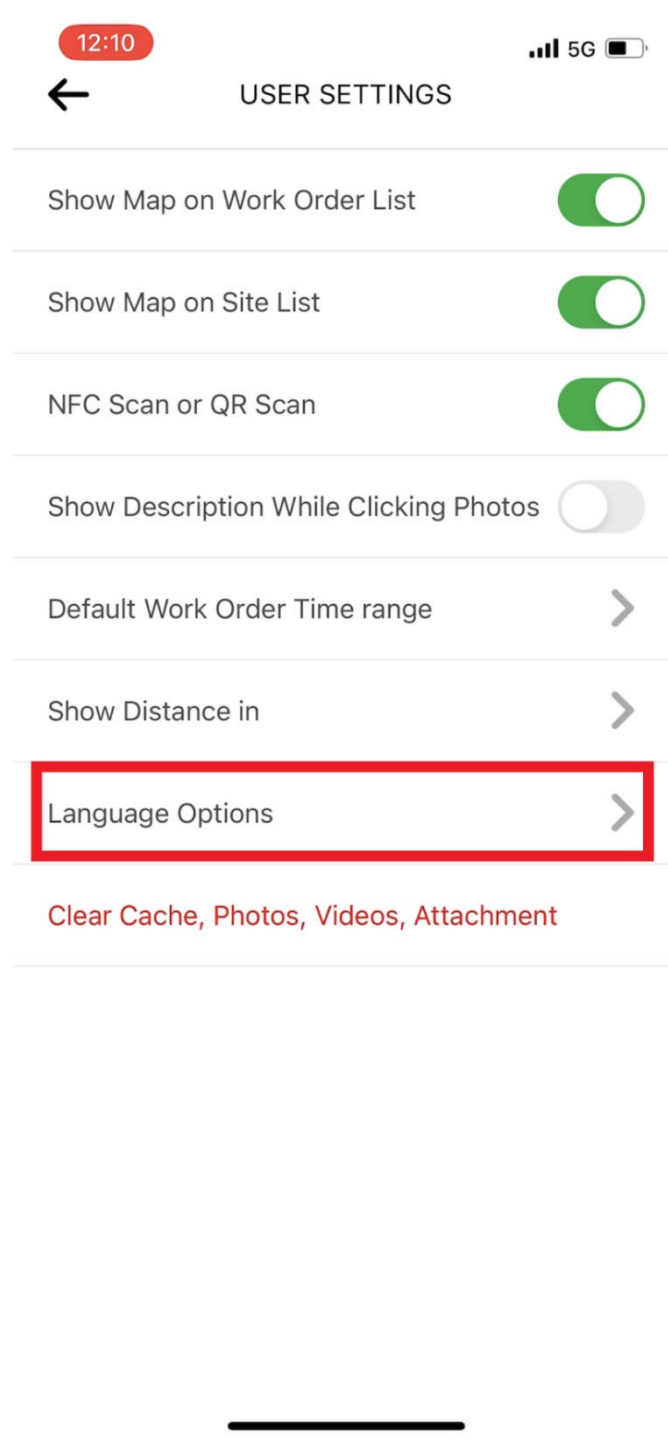 12:10
5G
USER SETTINGS
Show Map on Work Order List
Show Map on Site List
NFC Scan or QR Scan
Show Description While Clicking Photos
Default Work Order Time range
Show Distance in
Language Options
Clear Cache, Photos, Videos, Attachment